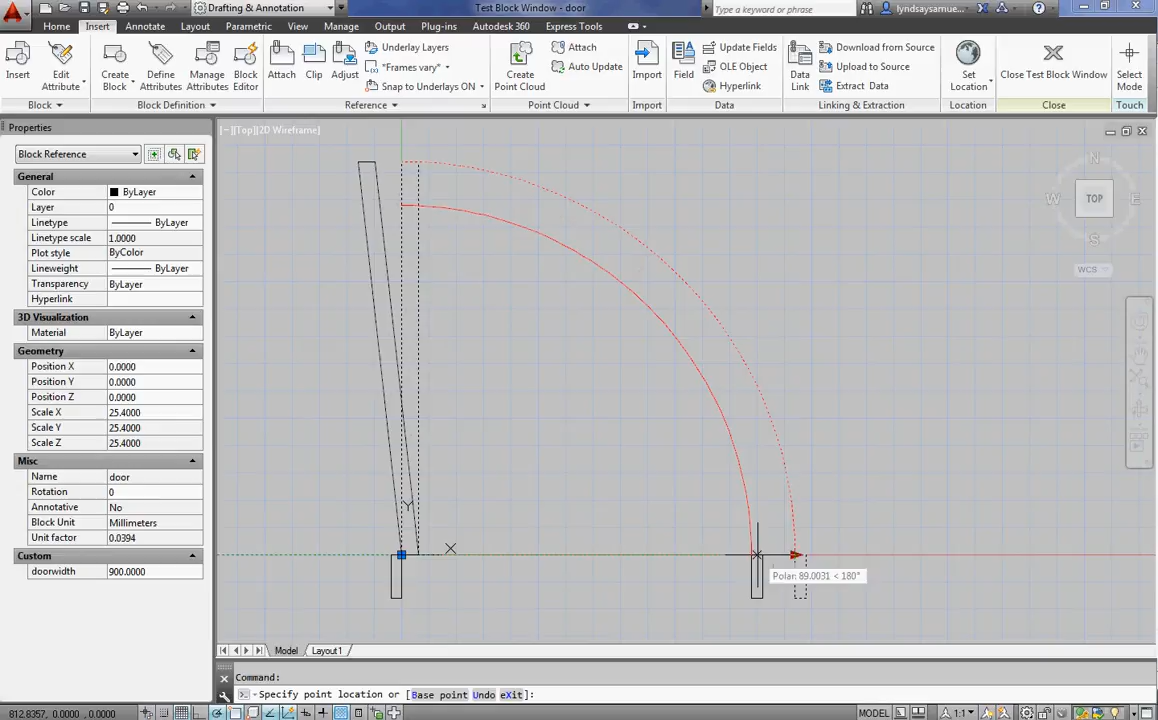 Drafting & Annotation
Test Block Window - door
Type a keyword or phrase
lyndsaysamue...
Home Insert Annotate Layout Parametric View Manage Output Plug-ins Autodesk 360 Express Tools
Insert
Edit Attribute
Block
Create Block
Define Attributes
Manage Attributes
Block Editor
Block Definition
Attach
Clip
Adjust
Underlay Layers
*Frames vary*
Snap to Underlays ON
Reference
Create Point Cloud
Attach
Auto Update
Point Cloud
Import
Import
Field
Update Fields
OLE Object
Hyperlink
Data
Data Link
Download from Source
Upload to Source
Extract Data
Linking & Extraction
Set Location
Location
Close Test Block Window
Close
Select Mode
Touch
Properties
[−][Top][2D Wireframe]
Block Reference
General
Color ByLayer
Layer 0
Linetype ByLayer
Linetype scale 1.0000
Plot style ByColor
Lineweight ByLayer
Transparency ByLayer
Hyperlink
3D Visualization
Material ByLayer
Geometry
Position X 0.0000
Position Y 0.0000
Position Z 0.0000
Scale X 25.4000
Scale Y 25.4000
Scale Z 25.4000
Misc
Name door
Rotation 0
Annotative No
Block Unit Millimeters
Unit factor 0.0394
Custom
doorwidth 900.0000
N
W TOP E
S
WCS
Y
X
Polar: 89.0031 < 180°
Model Layout1
Command:
Specify point location or [Base point Undo eXit]:
812.8357, 0.0000 , 0.0000
MODEL
1:1